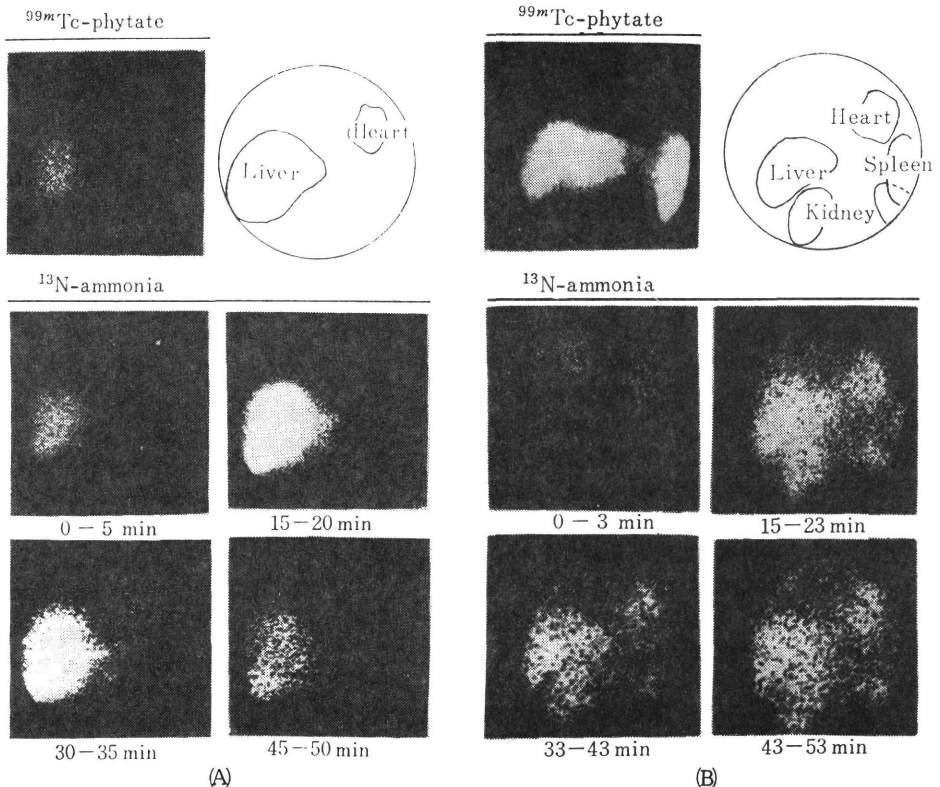 ⁹⁹ᵐTc-phytate
Heart
Liver
¹³N-ammonia
0－5 min
15－20 min
30－35 min
45－50 min
(A)
⁹⁹ᵐTc-phytate
Heart
Spleen
Liver
Kidney
¹³N-ammonia
0－3 min
15－23 min
33－43 min
43－53 min
(B)